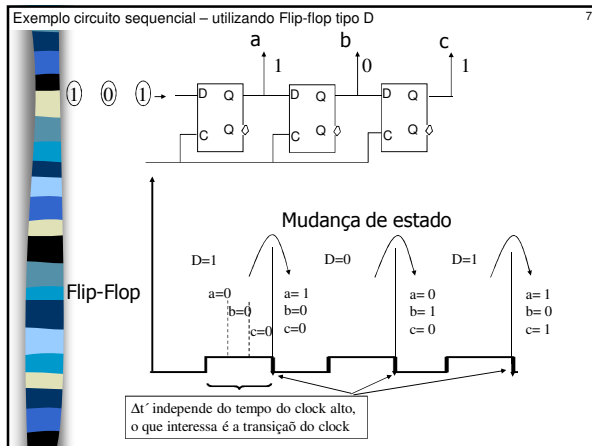 Exemplo circuito sequencial – utilizando Flip-flop tipo D
7
a b c
1 0 1
1 0 1
D Q D Q D Q
C Q C Q C Q
Mudança de estado
D=1 D=0 D=1
Flip-Flop
a=0 a= 1 a= 0 a= 1
b=0 b=0 b= 1 b= 0
c=0 c=0 c= 0 c= 1
Δt´ independe do tempo do clock alto,
o que interessa é a transição do clock